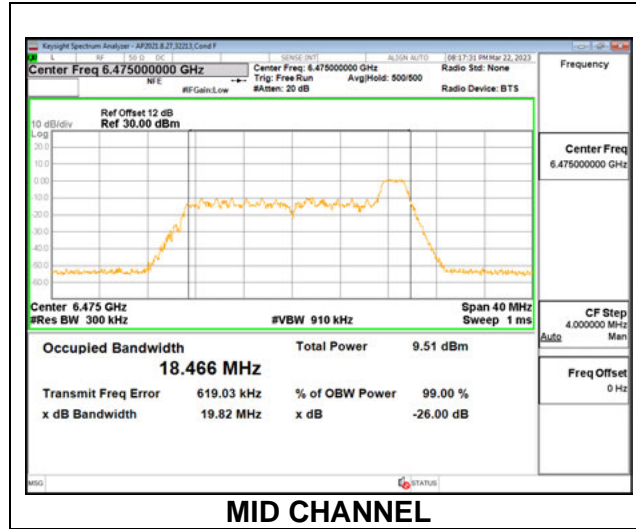 Keysight Spectrum Analyzer - AP2021.8.27,32213,Cond F
L RF 50 Ω DC SENSE:INT ALIGN AUTO 08:17:31 PM Mar 22, 2023
Center Freq 6.475000000 GHz Center Freq: 6.475000000 GHz Radio Std: None Frequency
NFE Trig: Free Run Avg|Hold: 500/500
#IFGain:Low #Atten: 20 dB Radio Device: BTS
Ref Offset 12 dB
10 dB/div Ref 30.00 dBm
Log
20.0
10.0
0.00
-10.0
-20.0
-30.0
-40.0
-50.0
-60.0
Center Freq
6.475000000 GHz
Center 6.475 GHz Span 40 MHz
#Res BW 300 kHz #VBW 910 kHz Sweep 1 ms
CF Step
4.000000 MHz
Auto Man
Occupied Bandwidth Total Power 9.51 dBm
18.466 MHz
Freq Offset
0 Hz
Transmit Freq Error 619.03 kHz % of OBW Power 99.00 %
x dB Bandwidth 19.82 MHz x dB -26.00 dB
MSG STATUS
MID CHANNEL